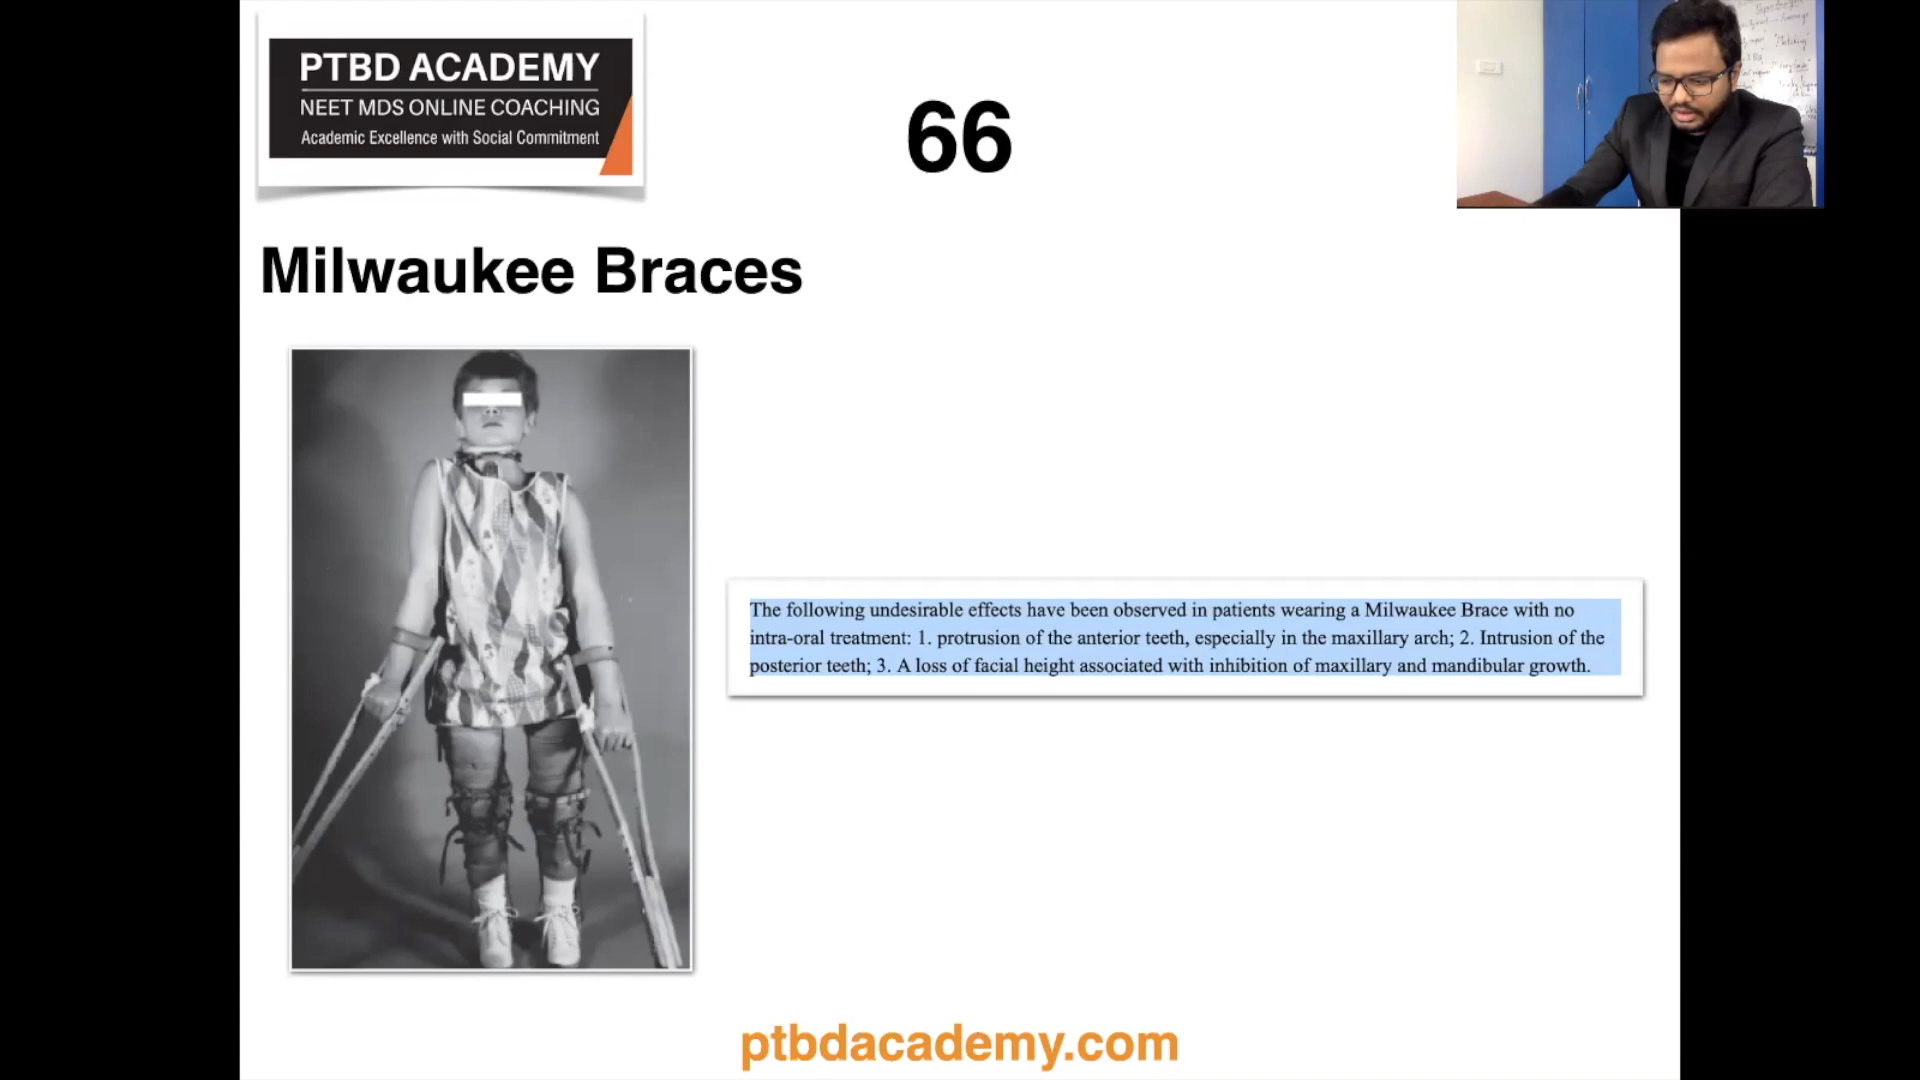 PTBD ACADEMY
NEET MDS ONLINE COACHING
Academic Excellence with Social Commitment
66
Milwaukee Braces
The following undesirable effects have been observed in patients wearing a Milwaukee Brace with no
intra-oral treatment: 1. protrusion of the anterior teeth, especially in the maxillary arch; 2. Intrusion of the
posterior teeth; 3. A loss of facial height associated with inhibition of maxillary and mandibular growth.
ptbdacademy.com